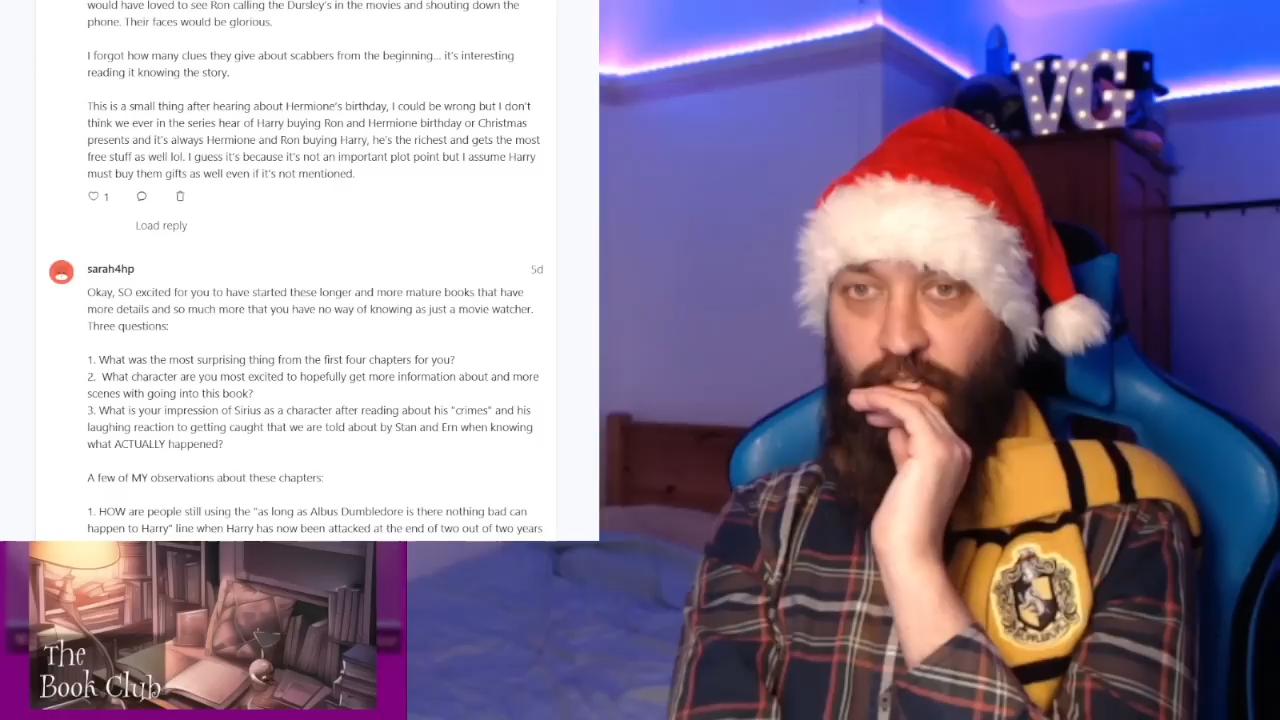 would have loved to see Ron calling the Dursley's in the movies and shouting down the
phone. Their faces would be glorious.
I forgot how many clues they give about scabbers from the beginning... it's interesting
reading it knowing the story.
This is a small thing after hearing about Hermione's birthday, I could be wrong but I don't
think we ever in the series hear of Harry buying Ron and Hermione birthday or Christmas
presents and it's always Hermione and Ron buying Harry, he's the richest and gets the most
free stuff as well lol. I guess it's because it's not an important plot point but I assume Harry
must buy them gifts as well even if it's not mentioned.
1
Load reply
sarah4hp 5d
Okay, SO excited for you to have started these longer and more mature books that have
more details and so much more that you have no way of knowing as just a movie watcher.
Three questions:
1. What was the most surprising thing from the first four chapters for you?
2. What character are you most excited to hopefully get more information about and more
scenes with going into this book?
3. What is your impression of Sirius as a character after reading about his "crimes" and his
laughing reaction to getting caught that we are told about by Stan and Ern when knowing
what ACTUALLY happened?
A few of MY observations about these chapters:
1. HOW are people still using the "as long as Albus Dumbledore is there nothing bad can
happen to Harry" line when Harry has now been attacked at the end of two out of two years
The
Book Club
VG
HUFFLEPUFF